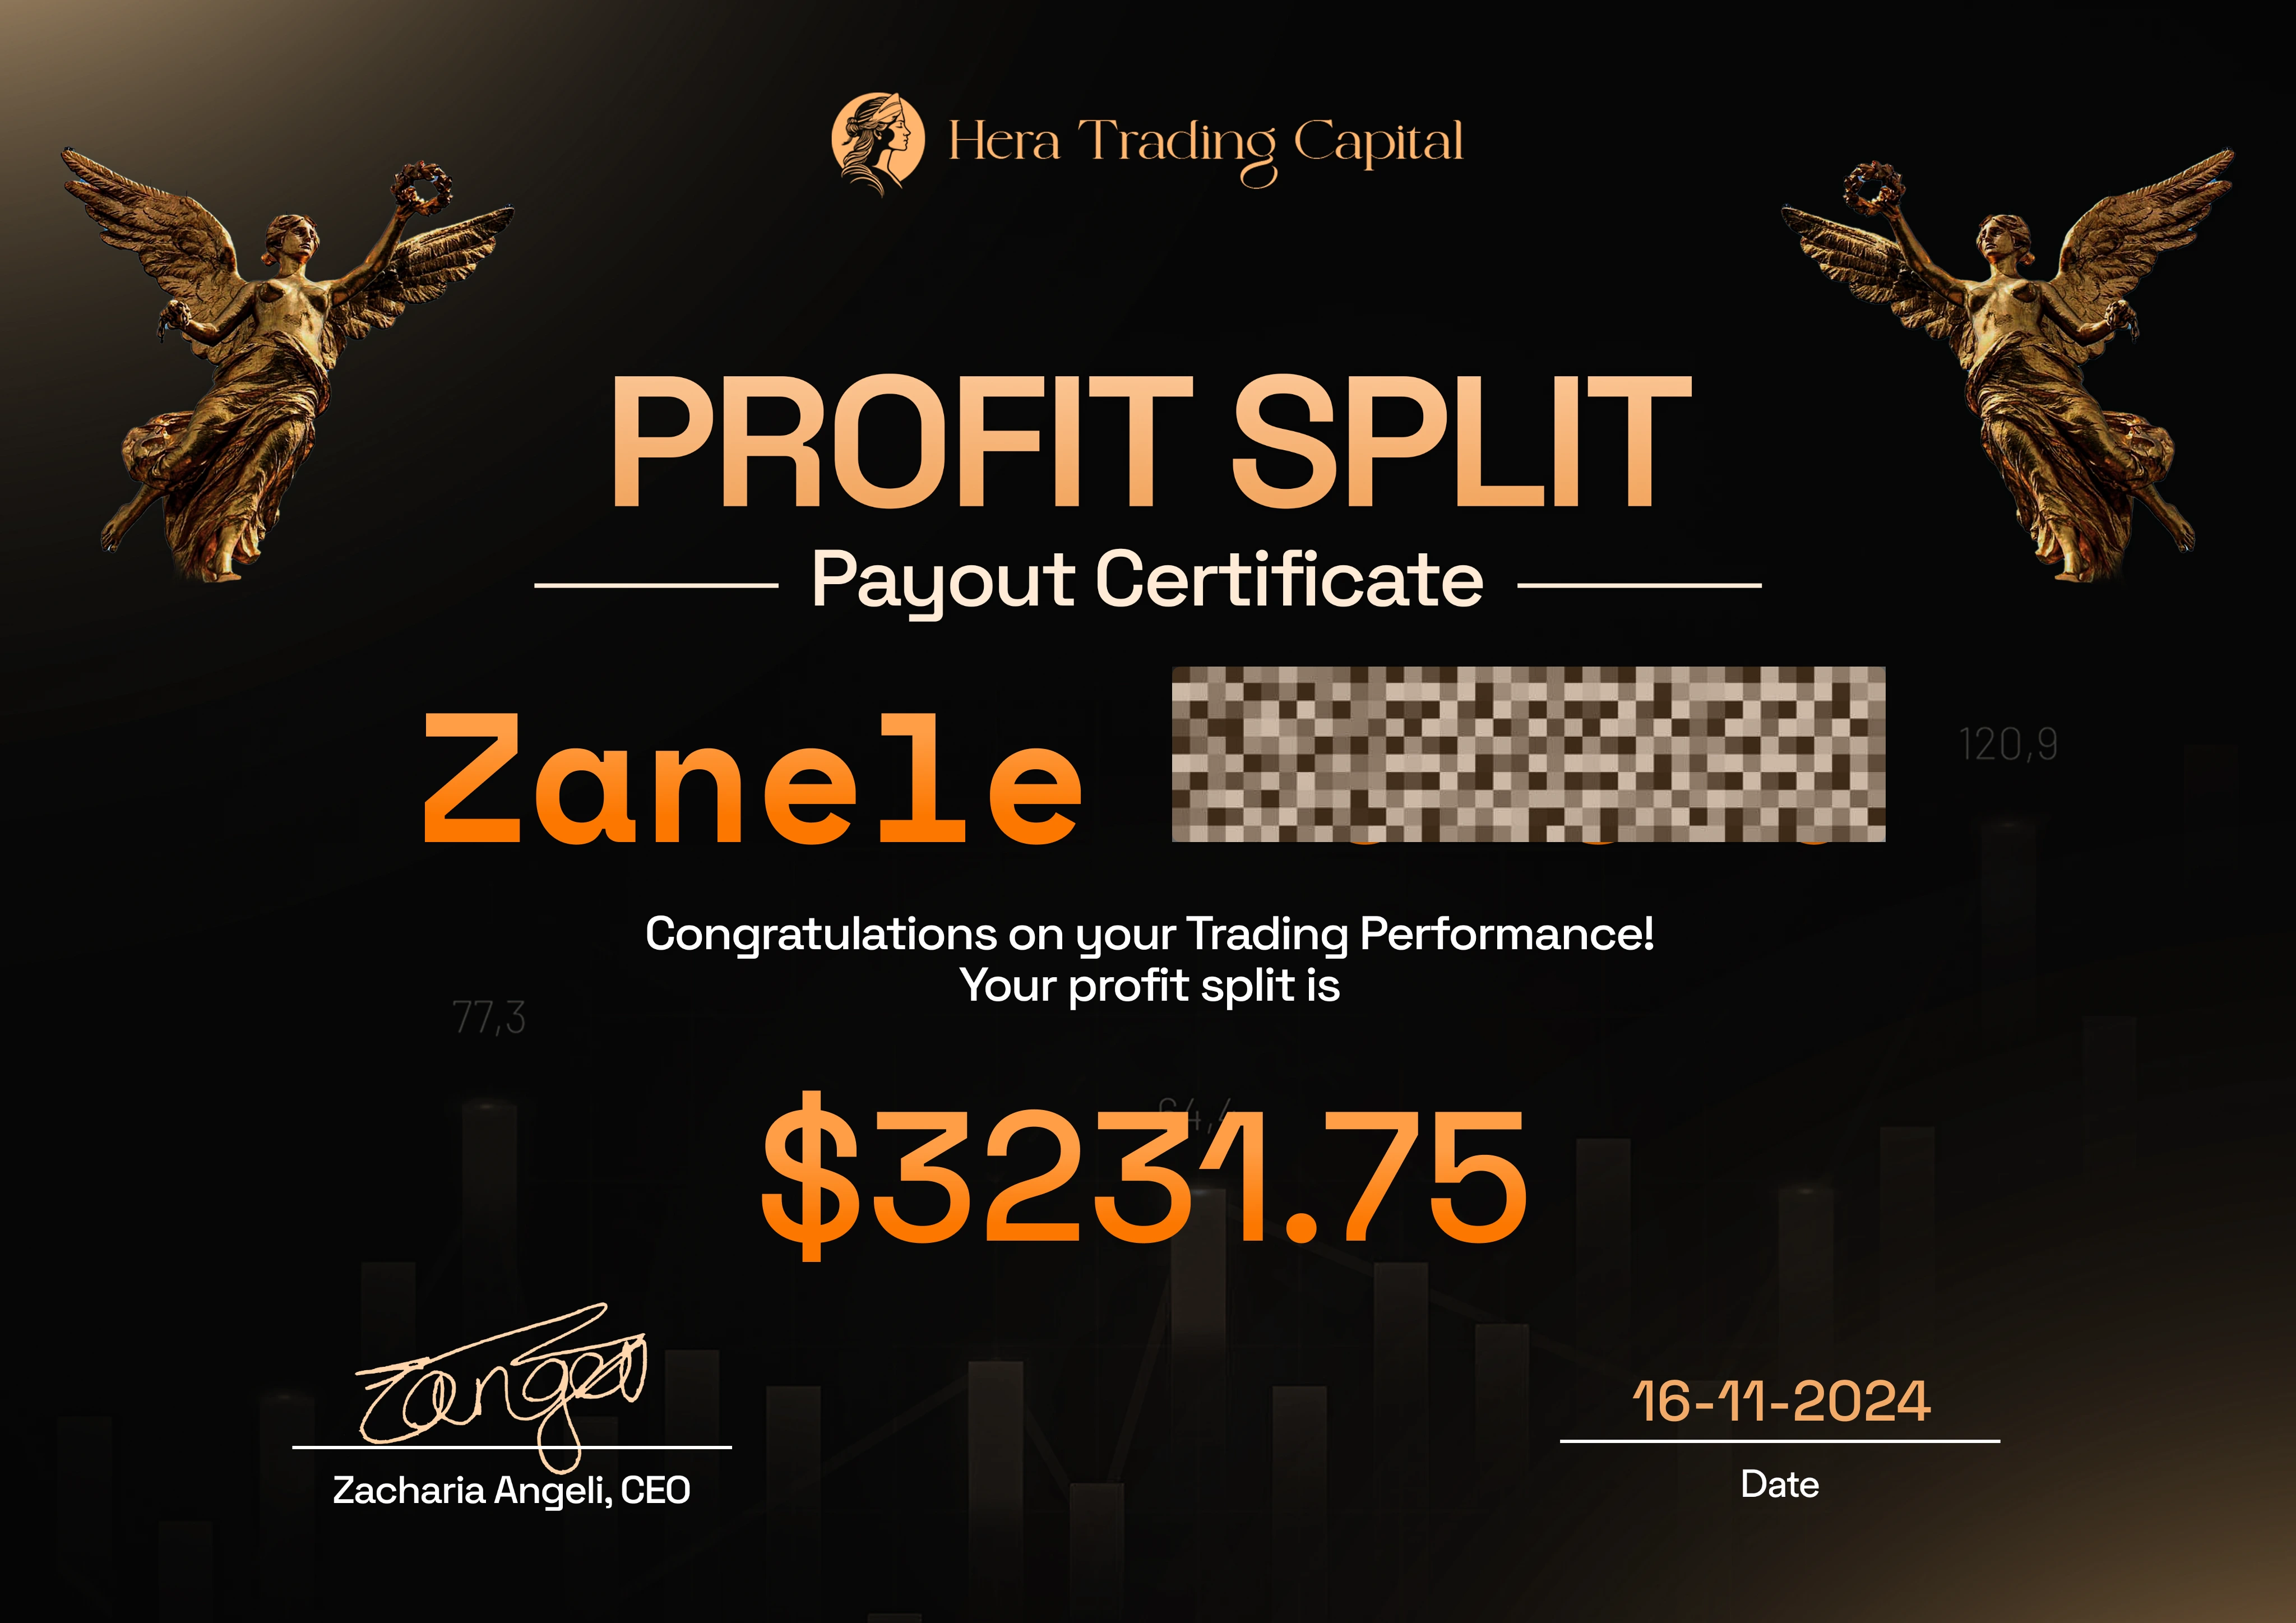 Hera Trading Capital
PROFIT SPLIT
Payout Certificate
Zanele
120,9
Congratulations on your Trading Performance!
Your profit split is
77,3
$3231.75
16-11-2024
Zacharia Angeli, CEO
Date